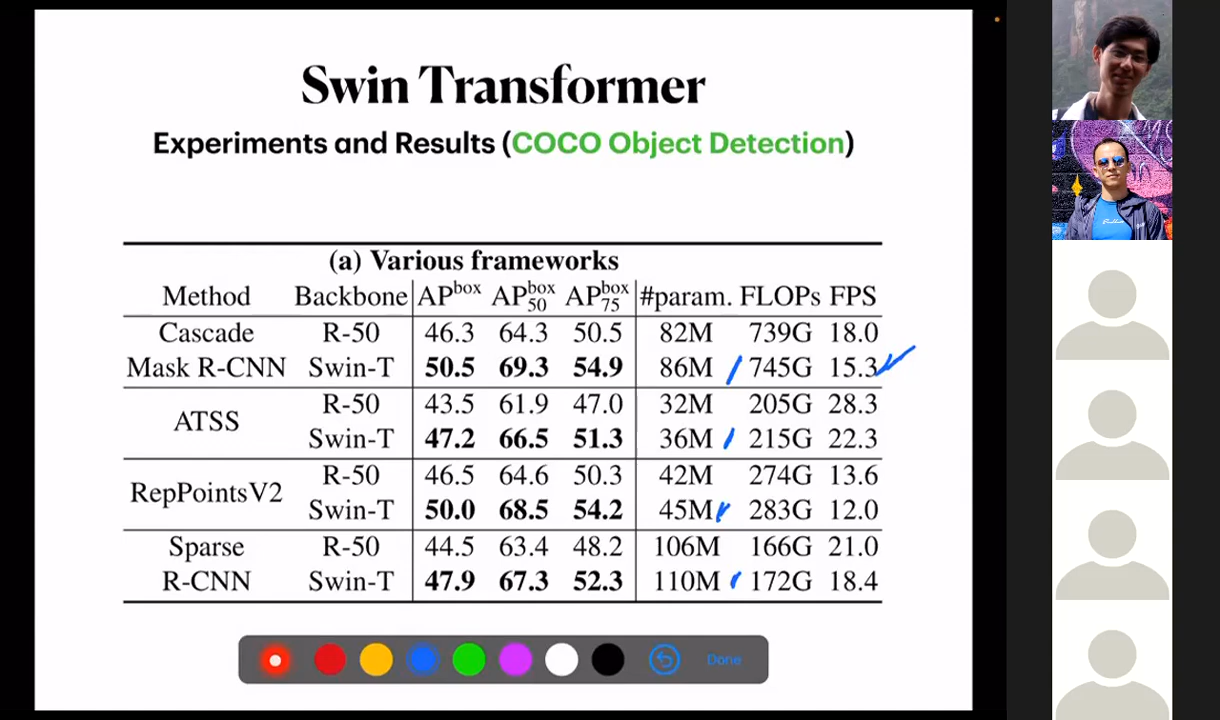 Swin Transformer
Experiments and Results (COCO Object Detection)
(a) Various frameworks
Method Backbone AP^box AP^box_50 AP^box_75 #param. FLOPs FPS
Cascade R-50 46.3 64.3 50.5 82M 739G 18.0
Mask R-CNN Swin-T 50.5 69.3 54.9 86M 745G 15.3
ATSS R-50 43.5 61.9 47.0 32M 205G 28.3
Swin-T 47.2 66.5 51.3 36M 215G 22.3
RepPointsV2 R-50 46.5 64.6 50.3 42M 274G 13.6
Swin-T 50.0 68.5 54.2 45M 283G 12.0
Sparse R-50 44.5 63.4 48.2 106M 166G 21.0
R-CNN Swin-T 47.9 67.3 52.3 110M 172G 18.4
Done